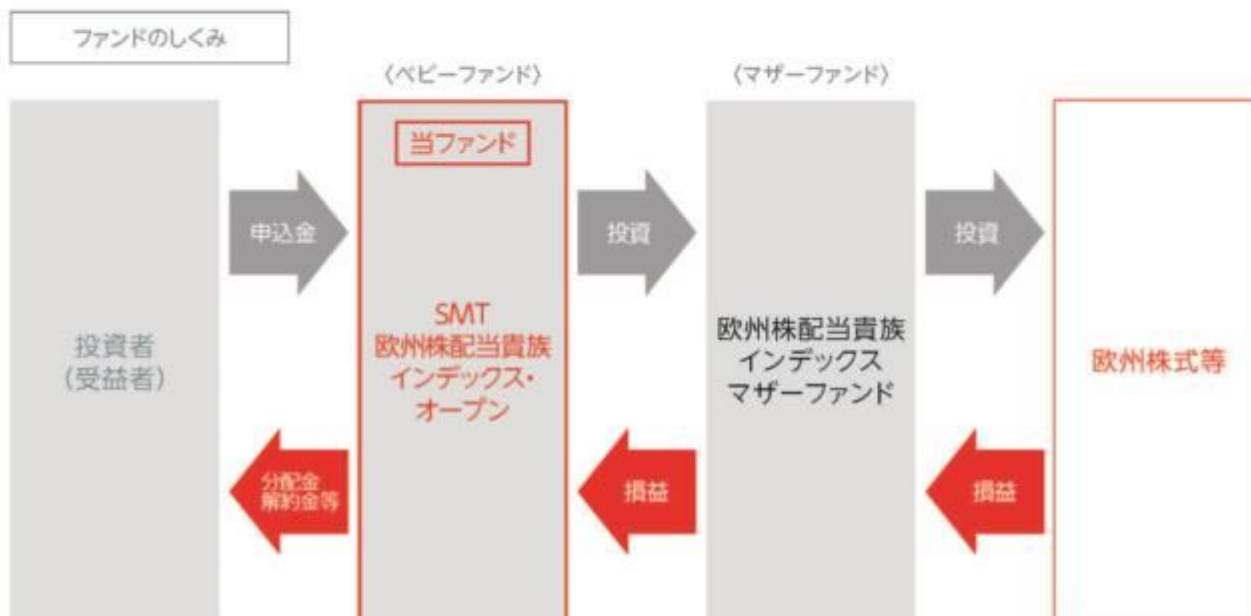 ファンドのしくみ
〈ベビーファンド〉
〈マザーファンド〉
当ファンド
申込金
投資
投資
投資者
(受益者)
SMT
欧州株配当貴族
インデックス・
オープン
欧州株配当貴族
インデックス
マザーファンド
欧州株式等
分配金
解約金等
損益
損益